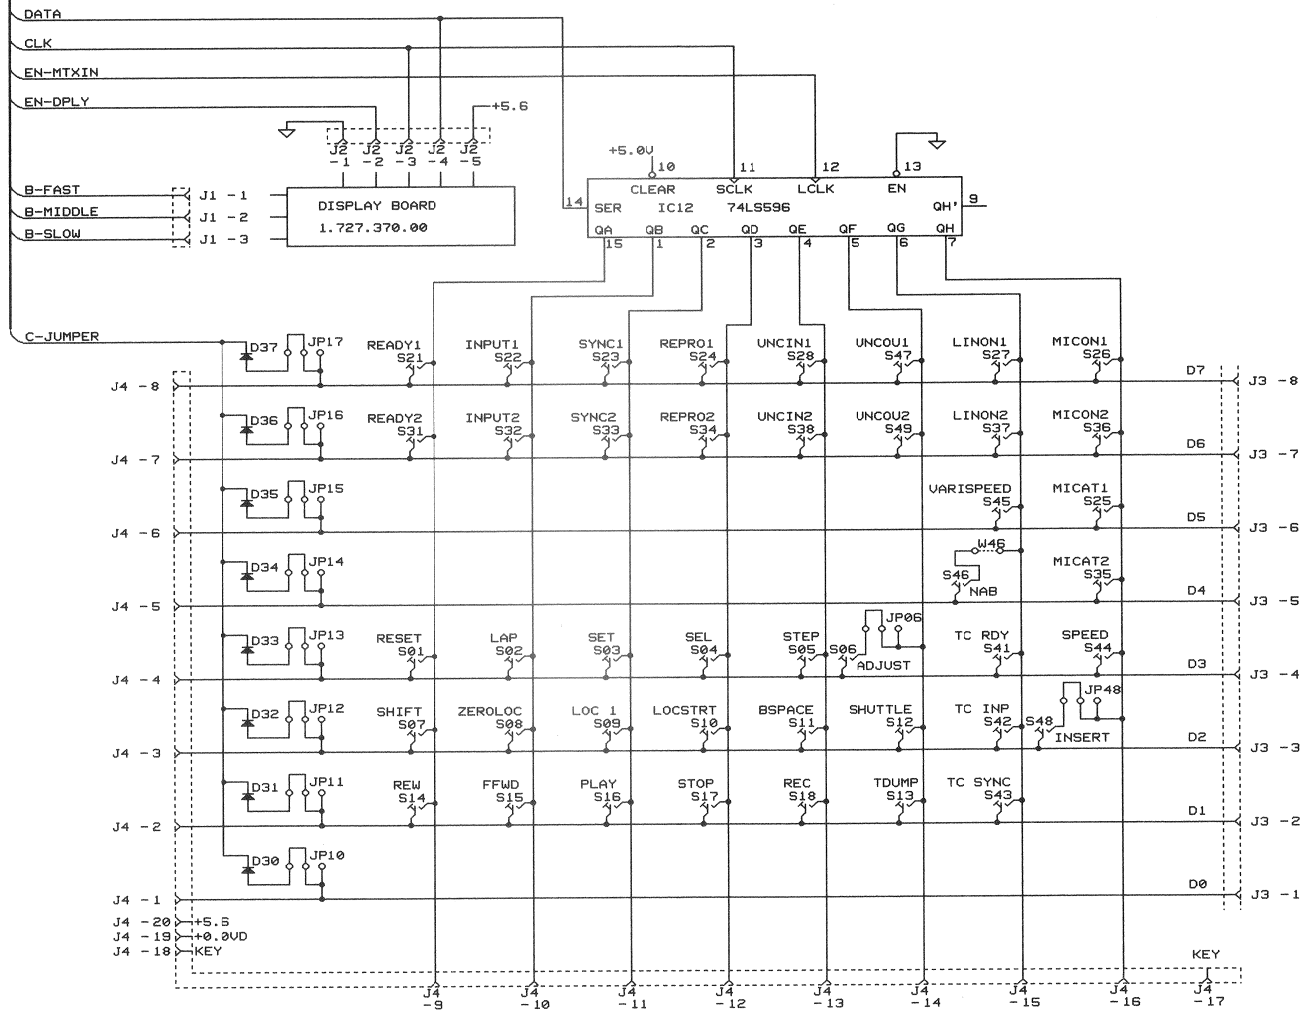 DATA
CLK
EN-MTXIN
EN-DPLY
+5.6
J2 J2 J2 J2 J2
-1 -2 -3 -4 -5
+5.0V
10 11 12 13
CLEAR SCLK LCLK EN
14 SER IC12 74LS596 QH' 9
QA QB QC QD QE QF QG QH
15 1 2 3 4 5 6 7
B-FAST J1 -1
B-MIDDLE J1 -2
B-SLOW J1 -3
DISPLAY BOARD
1.727.370.00
C-JUMPER
D37 JP17 READY1 INPUT1 SYNC1 REPRO1 UNCIN1 UNCOU1 LINON1 MICON1
S21 S22 S23 S24 S28 S47 S27 S26
J4 -8 D7 J3 -8
D36 JP16 READY2 INPUT2 SYNC2 REPRO2 UNCIN2 UNCOU2 LINON2 MICON2
S31 S32 S33 S34 S38 S49 S37 S36
J4 -7 D6 J3 -7
D35 JP15 VARISPEED MICAT1
S45 S25
J4 -6 D5 J3 -6
W46
D34 JP14 MICAT2
S46 S35
NAB
J4 -5 D4 J3 -5
JP06
D33 JP13 RESET LAP SET SEL STEP TC RDY SPEED
S01 S02 S03 S04 S05 S06 S41 S44
ADJUST
J4 -4 D3 J3 -4
JP48
D32 JP12 SHIFT ZEROLOC LOC 1 LOCSTRT BSPACE SHUTTLE TC INP
S07 S08 S09 S10 S11 S12 S42 S48
INSERT
J4 -3 D2 J3 -3
D31 JP11 REW FFWD PLAY STOP REC TDUMP TC SYNC
S14 S15 S16 S17 S18 S13 S43
J4 -2 D1 J3 -2
D30 JP10
J4 -1 D0 J3 -1
J4 -20 +5.6
J4 -19 +0.0VD
J4 -18 KEY
KEY
J4 J4 J4 J4 J4 J4 J4 J4 J4
-9 -10 -11 -12 -13 -14 -15 -16 -17